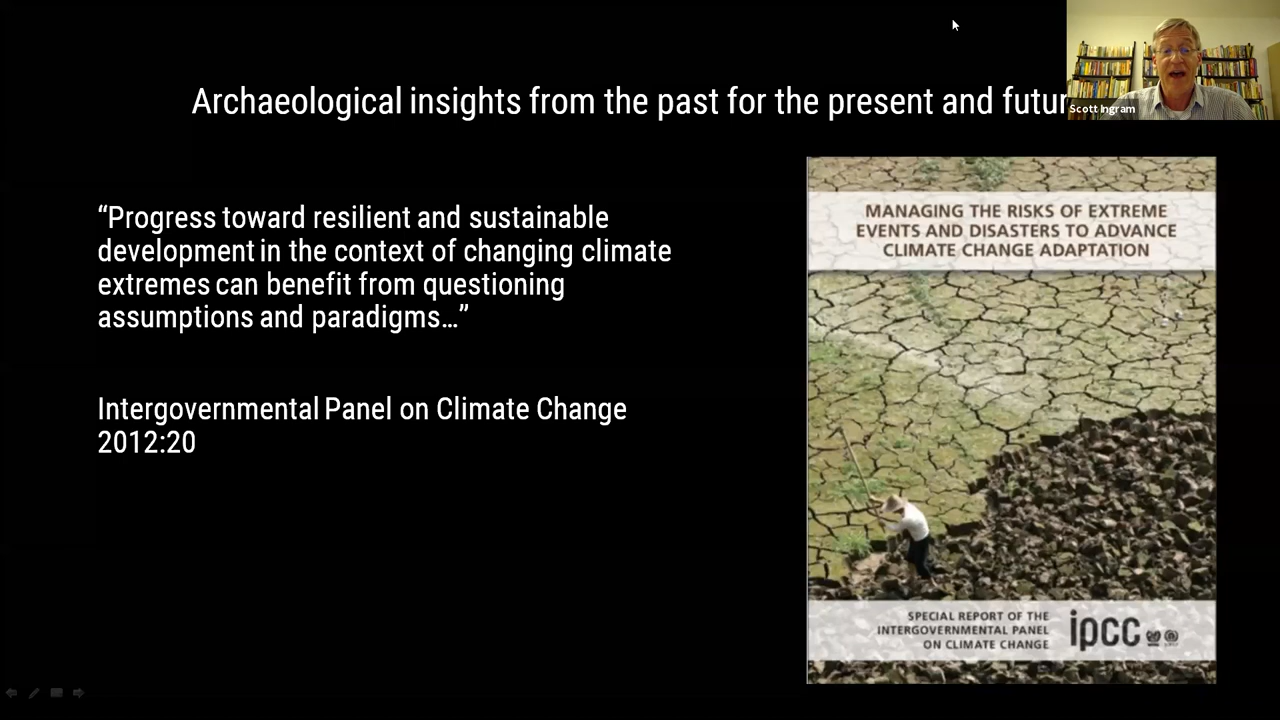 Archaeological insights from the past for the present and futur
Scott Ingram
“Progress toward resilient and sustainable
development in the context of changing climate
extremes can benefit from questioning
assumptions and paradigms…”
Intergovernmental Panel on Climate Change
2012:20
MANAGING THE RISKS OF EXTREME
EVENTS AND DISASTERS TO ADVANCE
CLIMATE CHANGE ADAPTATION
SPECIAL REPORT OF THE
INTERGOVERNMENTAL PANEL
ON CLIMATE CHANGE
ipcc